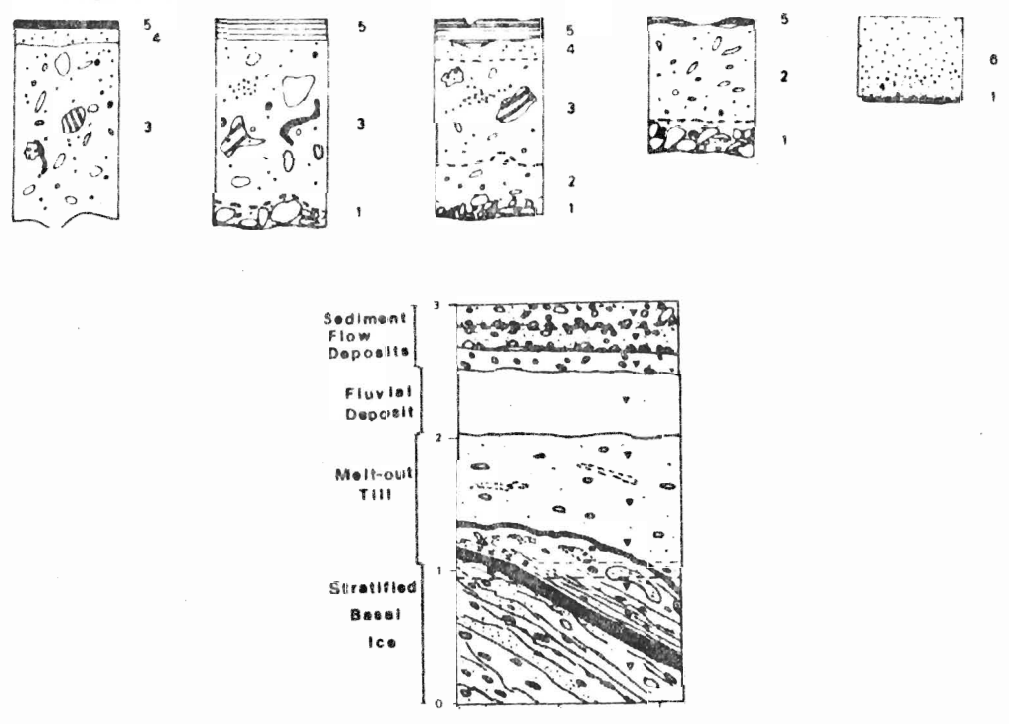 5
4
3
5
3
1
5
4
3
2
1
5
2
1
6
1
3
Sediment
Flow
Deposits
Fluvial
Deposit
2
Melt-out
Till
1
Stratified
Basal
Ice
0